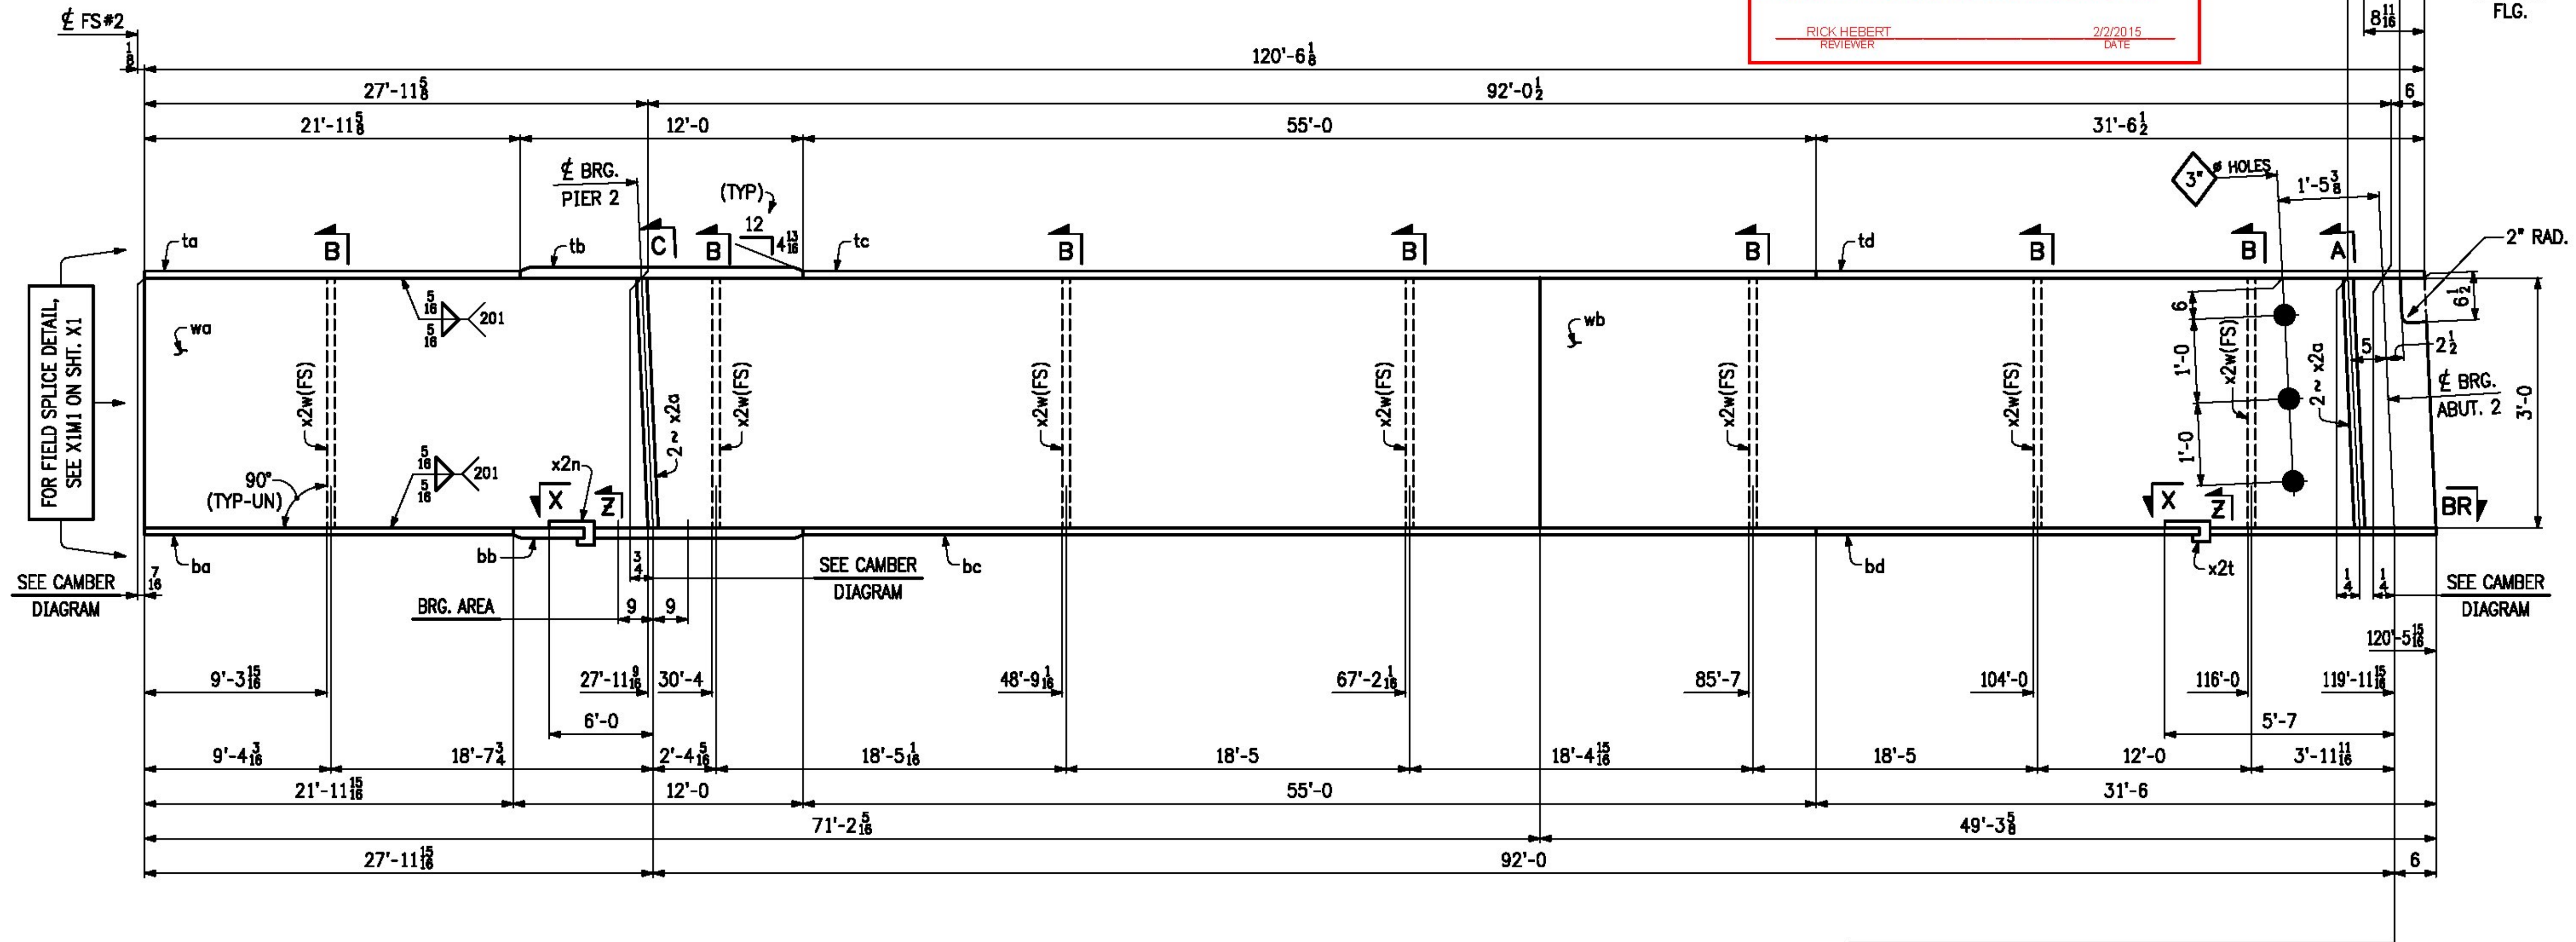 ℄ FS#2
RICK HEBERT
2/2/2015
REVIEWER
DATE
8 11/16
FLG.
1/8
120'-6 1/8
27'-11 5/8
92'-0 1/2
6
21'-11 5/8
12'-0
55'-0
31'-6 1/2
℄ BRG.
PIER 2
(TYP)
12
4 13/16
3"
ø HOLES
1'-5 3/8
ta
B
tb
C
B
tc
B
B
B
td
B
B
A
2" RAD.
FOR FIELD SPLICE DETAIL,
SEE X1M1 ON SHT. X1
wa
5/16
5/16
201
wb
6
6 1/2
1'-0
1'-0
x2w(FS)
2 ~ x2a
x2w(FS)
x2w(FS)
x2w(FS)
x2w(FS)
x2w(FS)
x2w(FS)
2 ~ x2a
5
2 1/2
℄ BRG.
ABUT. 2
3'-0
90°
(TYP-UN)
5/16
5/16
201
x2n
X
Z
X
Z
BR
ba
bb
bc
bd
x2t
7/16
SEE CAMBER
DIAGRAM
3/4
SEE CAMBER
DIAGRAM
1/4
1/4
SEE CAMBER
DIAGRAM
BRG. AREA
9
9
120'-5 15/16
9'-3 15/16
27'-11 9/16
30'-4
48'-9 1/16
67'-2 1/16
85'-7
104'-0
116'-0
119'-11 15/16
6'-0
5'-7
9'-4 3/16
18'-7 3/4
2'-4 5/16
18'-5 1/16
18'-5
18'-4 15/16
18'-5
12'-0
3'-11 11/16
21'-11 15/16
12'-0
55'-0
31'-6
71'-2 5/16
49'-3 5/8
27'-11 15/16
92'-0
6